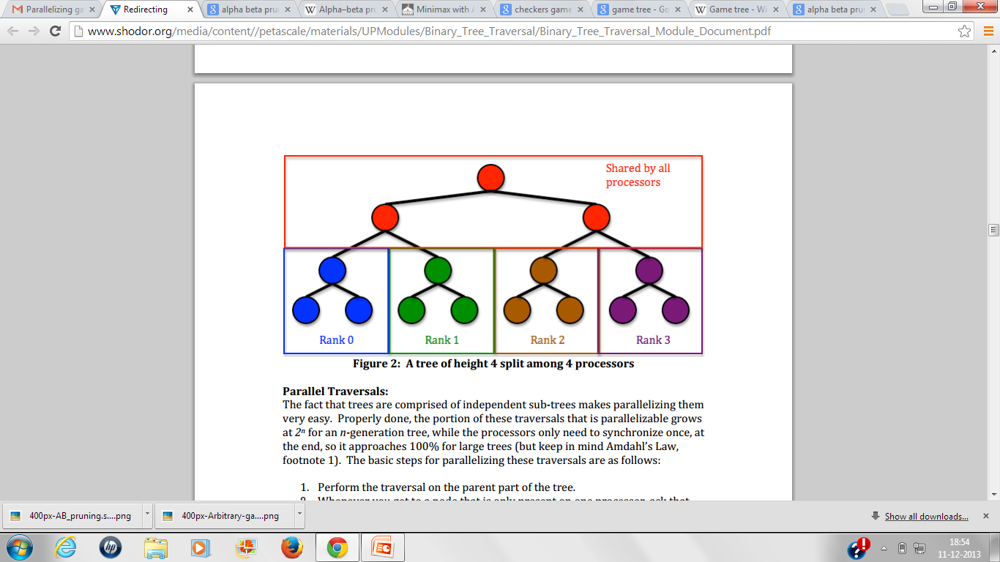 Parallelizing ga
Redirecting
alpha beta pru
Alpha–beta pr
Minimax with
checkers game
game tree - Go
Game tree - Wi
alpha beta pru
www.shodor.org/media/content//petascale/materials/UPModules/Binary_Tree_Traversal/Binary_Tree_Traversal_Module_Document.pdf
Shared by all
processors
Rank 0
Rank 1
Rank 2
Rank 3
Figure 2: A tree of height 4 split among 4 processors
Parallel Traversals:
The fact that trees are comprised of independent sub-trees makes parallelizing them
very easy. Properly done, the portion of these traversals that is parallelizable grows
at 2ⁿ for an n-generation tree, while the processors only need to synchronize once, at
the end, so it approaches 100% for large trees (but keep in mind Amdahl's Law,
footnote 1). The basic steps for parallelizing these traversals are as follows:
1. Perform the traversal on the parent part of the tree.
2. Whenever you get to a node that is only present on one processor, ask that
400px-AB_pruning.s....png
400px-Arbitrary-ga....png
Show all downloads...
18:54
11-12-2013